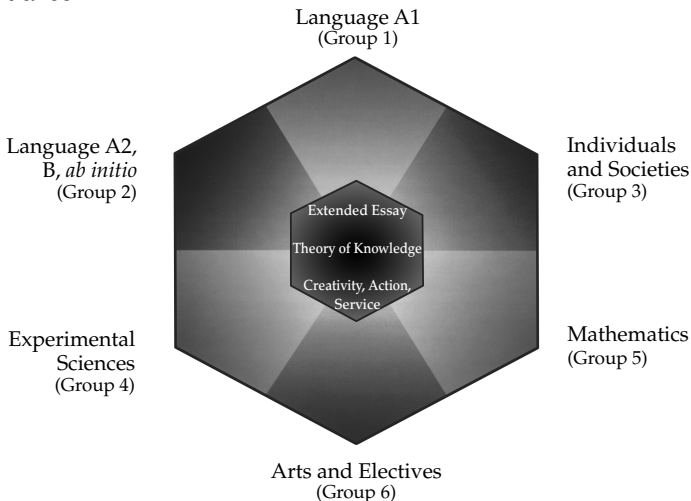 Language A1
(Group 1)
Language A2,
B, ab initio
(Group 2)
Individuals
and Societies
(Group 3)
Extended Essay
Theory of Knowledge
Creativity, Action,
Service
Experimental
Sciences
(Group 4)
Mathematics
(Group 5)
Arts and Electives
(Group 6)